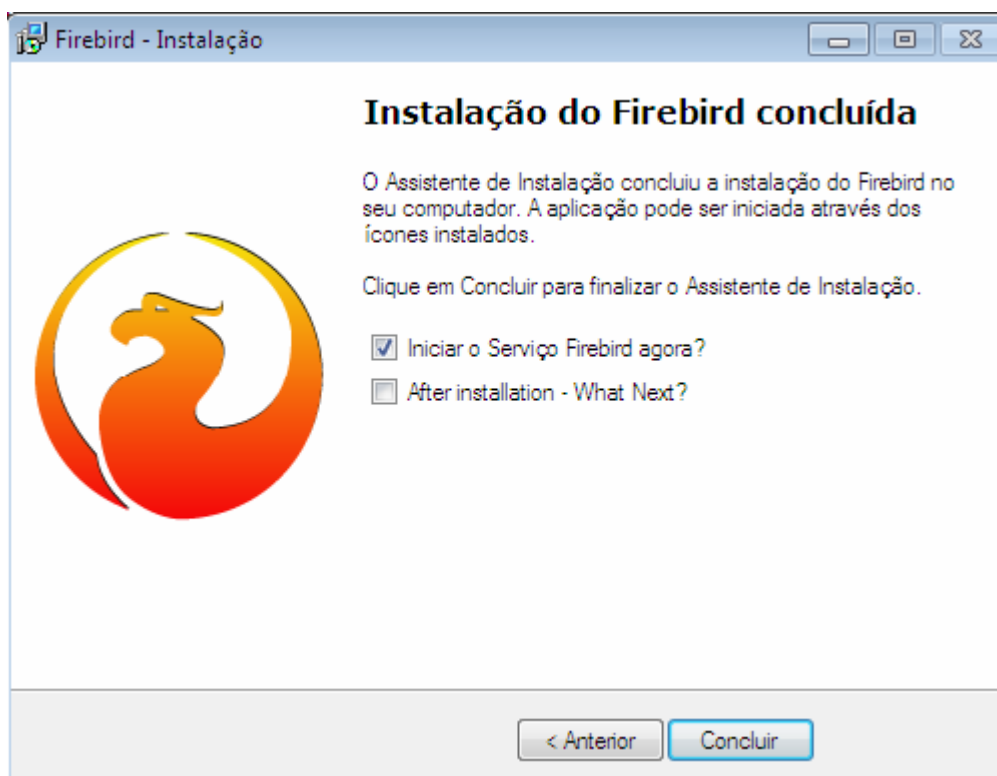 Firebird - Instalação
Instalação do Firebird concluída
O Assistente de Instalação concluiu a instalação do Firebird no
seu computador. A aplicação pode ser iniciada através dos
ícones instalados.
Clique em Concluir para finalizar o Assistente de Instalação.
Iniciar o Serviço Firebird agora?
After installation - What Next?
< Anterior
Concluir